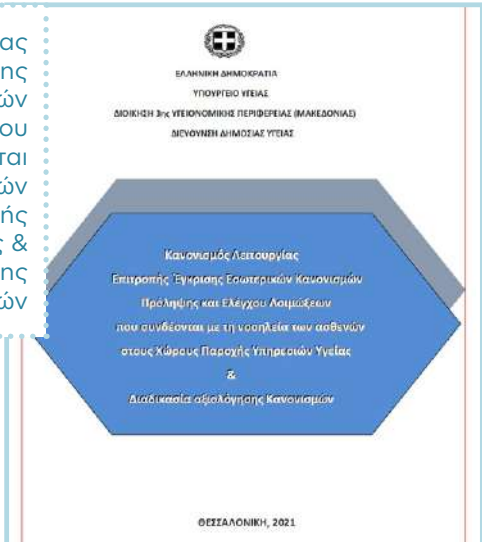 ας
ης
ών
ου
ται
ών
ής
ς &
ης
ών
ΕΛΛΗΝΙΚΗ ΔΗΜΟΚΡΑΤΙΑ
ΥΠΟΥΡΓΕΙΟ ΥΓΕΙΑΣ
ΔΙΟΙΚΗΣΗ 3ης ΥΓΕΙΟΝΟΜΙΚΗΣ ΠΕΡΙΦΕΡΕΙΑΣ (ΜΑΚΕΔΟΝΙΑΣ)
ΔΙΕΥΘΥΝΣΗ ΔΗΜΟΣΙΑΣ ΥΓΕΙΑΣ
Κανονισμός Λειτουργίας
Επιτροπής Έγκρισης Εσωτερικών Κανονισμών
Πρόληψης και Ελέγχου Λοιμώξεων
που συνδέονται με τη νοσηλεία των ασθενών
στους Χώρους Παροχής Υπηρεσιών Υγείας
&
Διαδικασία αξιολόγησης Κανονισμών
ΘΕΣΣΑΛΟΝΙΚΗ, 2021